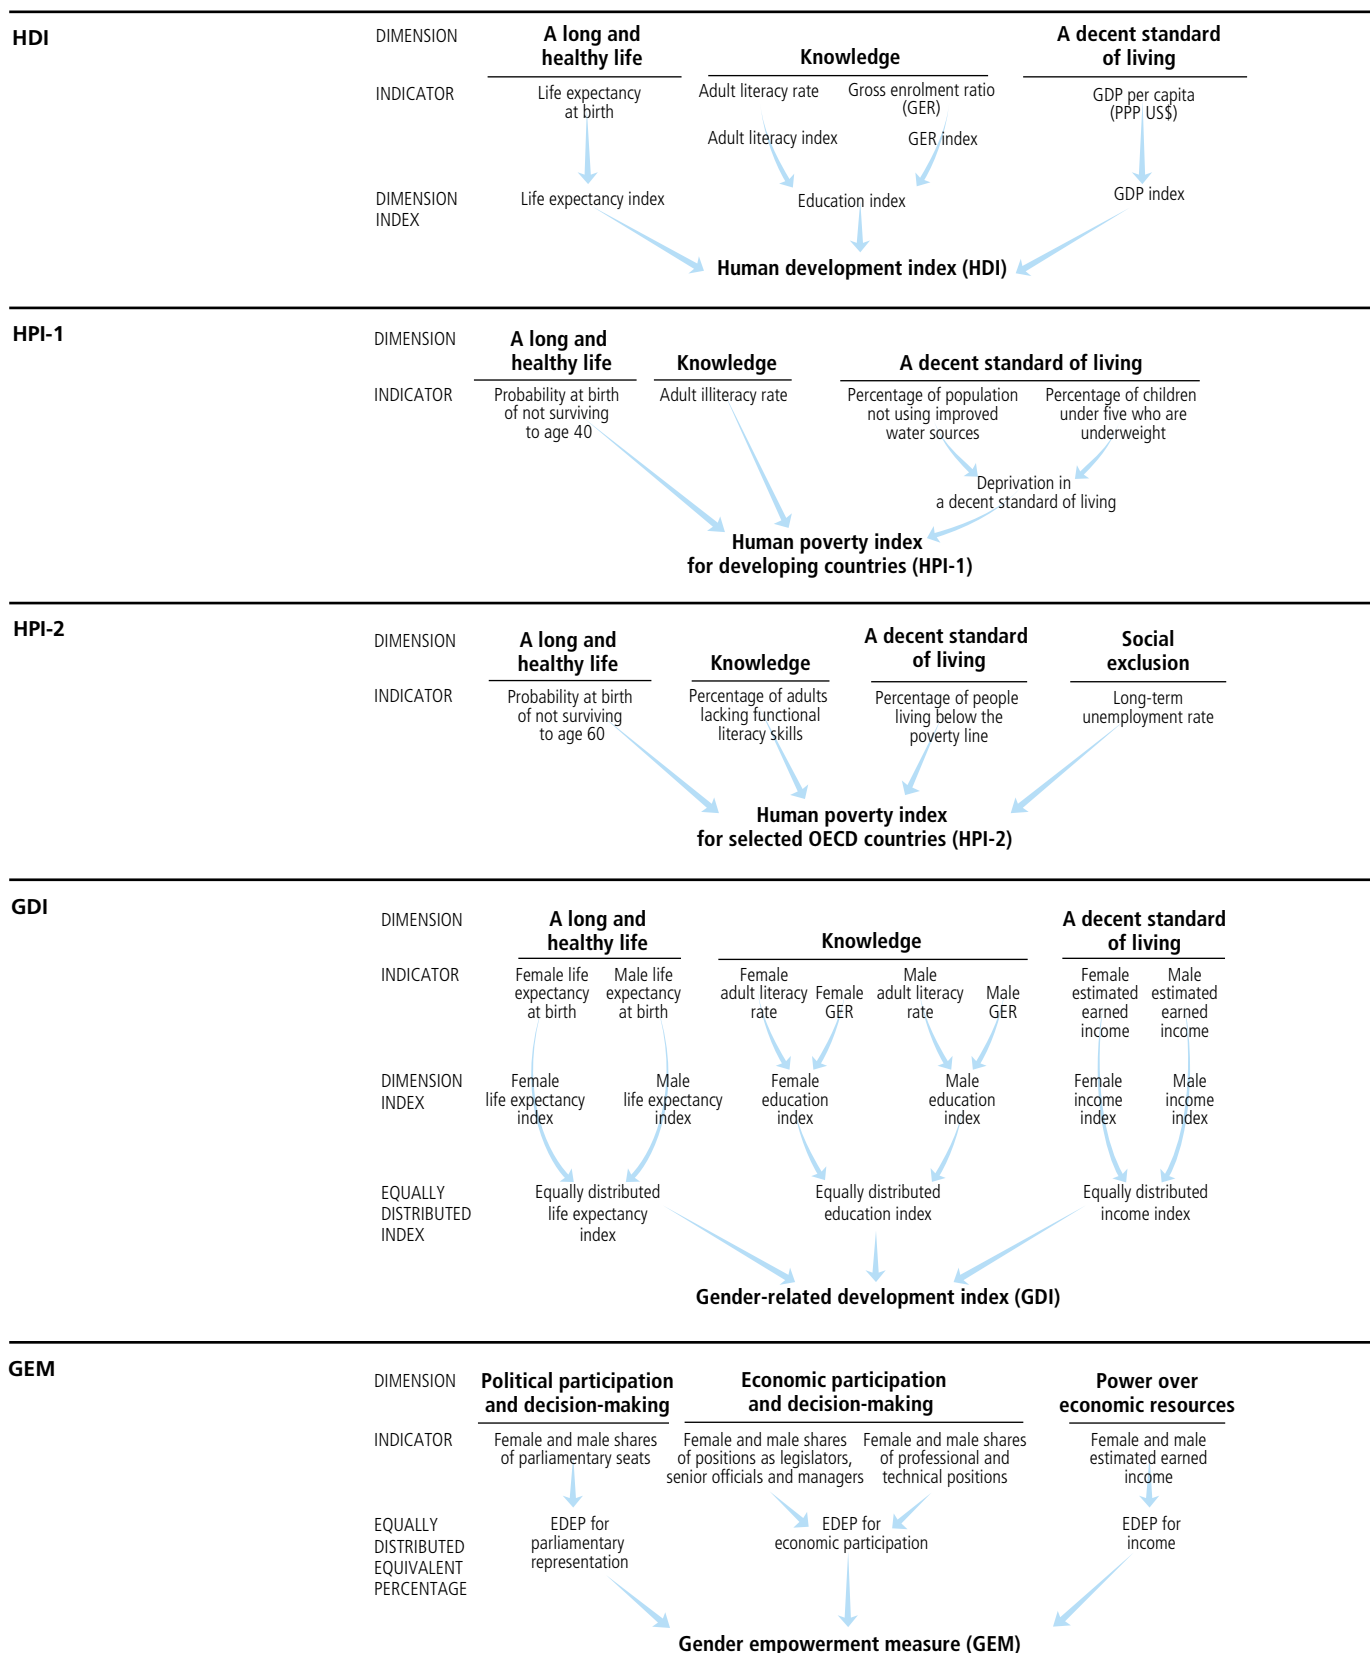 HDI
DIMENSION
A long and
healthy life
Knowledge
A decent standard
of living
INDICATOR
Life expectancy
at birth
Adult literacy rate
Gross enrolment ratio
(GER)
GDP per capita
(PPP US$)
Adult literacy index
GER index
DIMENSION
INDEX
Life expectancy index
Education index
GDP index
Human development index (HDI)
HPI-1
DIMENSION
A long and
healthy life
Knowledge
A decent standard of living
INDICATOR
Probability at birth
of not surviving
to age 40
Adult illiteracy rate
Percentage of population
not using improved
water sources
Percentage of children
under five who are
underweight
Deprivation in
a decent standard of living
Human poverty index
for developing countries (HPI-1)
HPI-2
DIMENSION
A long and
healthy life
Knowledge
A decent standard
of living
Social
exclusion
INDICATOR
Probability at birth
of not surviving
to age 60
Percentage of adults
lacking functional
literacy skills
Percentage of people
living below the
poverty line
Long-term
unemployment rate
Human poverty index
for selected OECD countries (HPI-2)
GDI
DIMENSION
A long and
healthy life
Knowledge
A decent standard
of living
INDICATOR
Female life
expectancy
at birth
Male life
expectancy
at birth
Female
adult literacy
rate
Female
GER
Male
adult literacy
rate
Male
GER
Female
estimated
earned
income
Male
estimated
earned
income
DIMENSION
INDEX
Female
life expectancy
index
Male
life expectancy
index
Female
education
index
Male
education
index
Female
income
index
Male
income
index
EQUALLY
DISTRIBUTED
INDEX
Equally distributed
life expectancy
index
Equally distributed
education index
Equally distributed
income index
Gender-related development index (GDI)
GEM
DIMENSION
Political participation
and decision-making
Economic participation
and decision-making
Power over
economic resources
INDICATOR
Female and male shares
of parliamentary seats
Female and male shares
of positions as legislators,
senior officials and managers
Female and male shares
of professional and
technical positions
Female and male
estimated earned
income
EQUALLY
DISTRIBUTED
EQUIVALENT
PERCENTAGE
EDEP for
parliamentary
representation
EDEP for
economic participation
EDEP for
income
Gender empowerment measure (GEM)